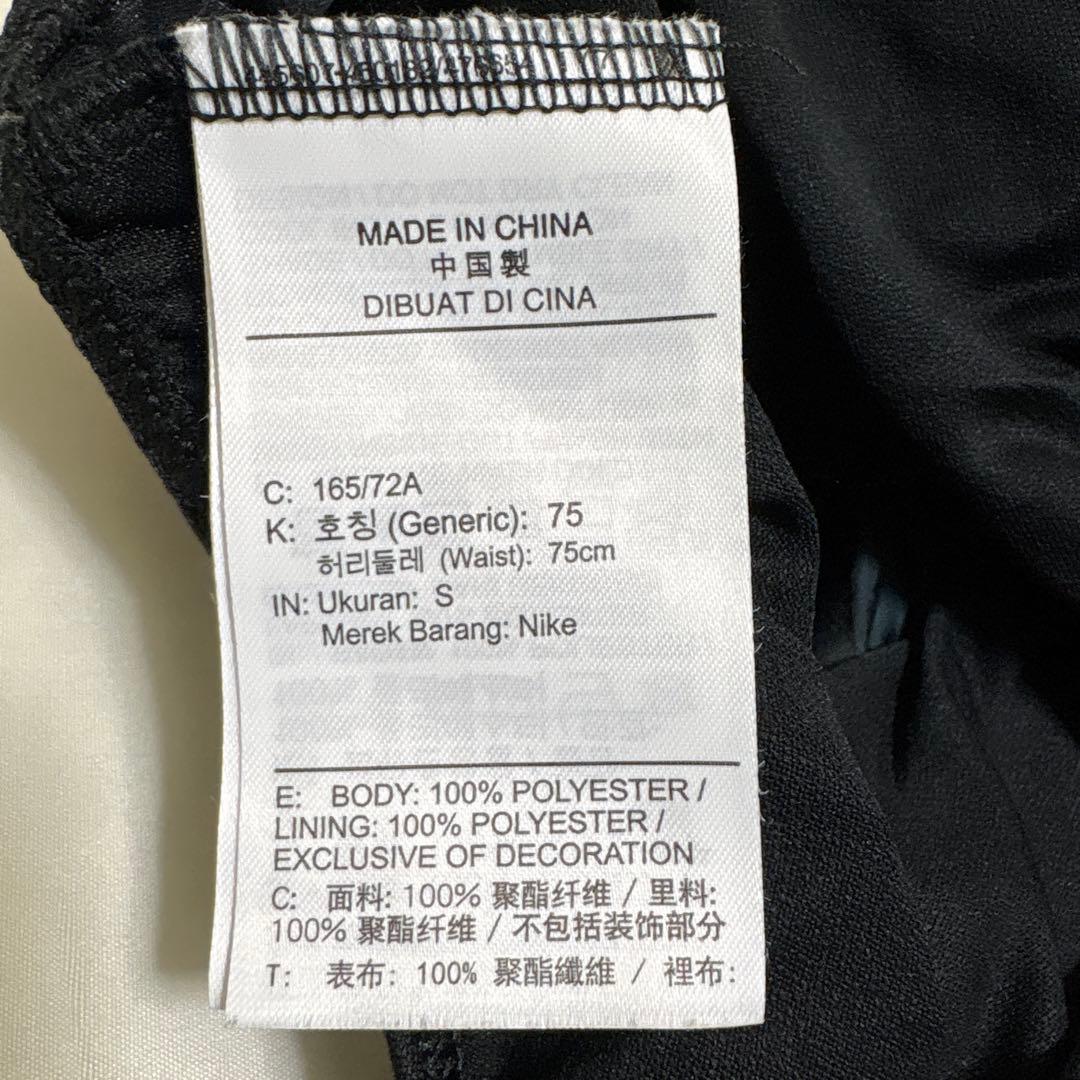 MADE IN CHINA
中国製
DIBUAT DI CINA
C: 165/72A
K: 호칭 (Generic): 75
허리둘레 (Waist): 75cm
IN: Ukuran: S
Merek Barang: Nike
E: BODY: 100% POLYESTER /
LINING: 100% POLYESTER /
EXCLUSIVE OF DECORATION
C: 面料: 100% 聚酯纤维 / 里料:
100% 聚酯纤维 / 不包括装饰部分
T: 表布: 100% 聚酯纖維 / 裡布: